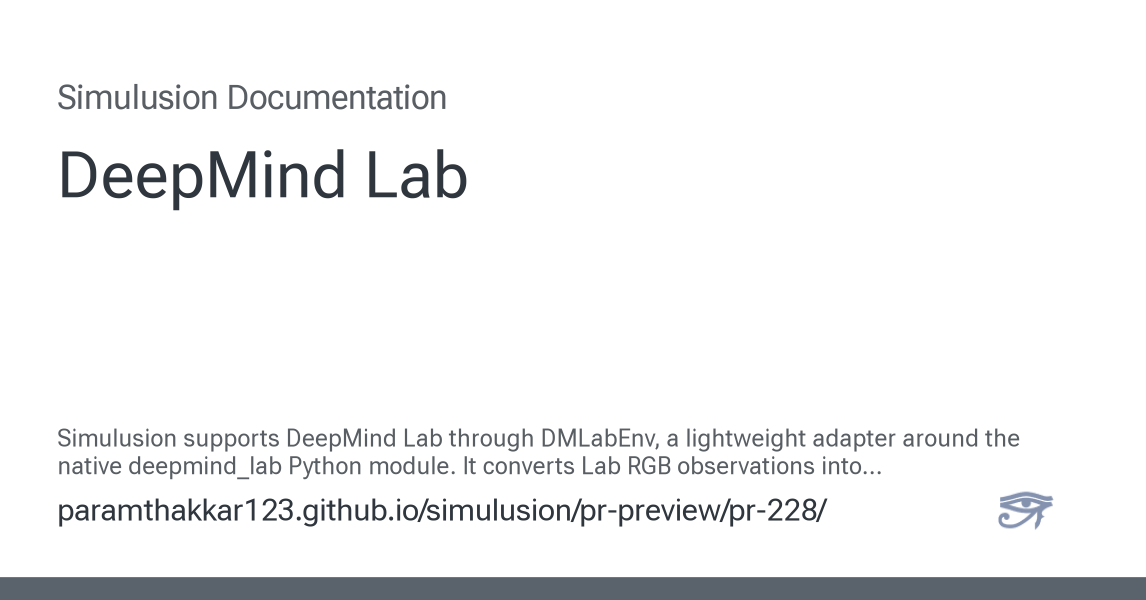 Simulusion Documentation
DeepMind Lab
Simulusion supports DeepMind Lab through DMLabEnv, a lightweight adapter around the
native deepmind_lab Python module. It converts Lab RGB observations into...
paramthakkar123.github.io/simulusion/pr-preview/pr-228/